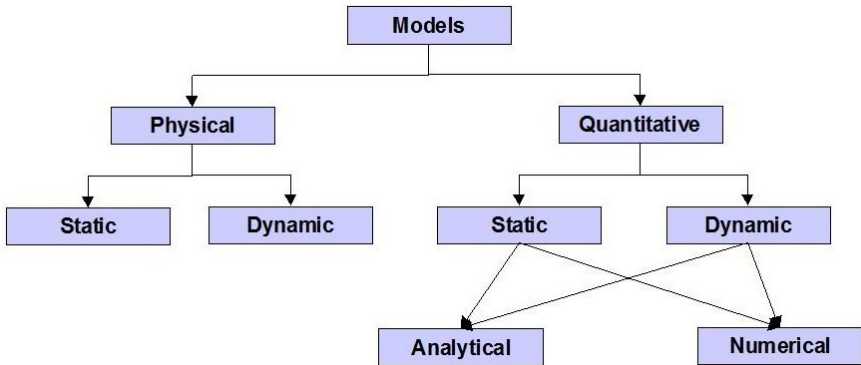 Models
Physical
Quantitative
Static
Dynamic
Static
Dynamic
Analytical
Numerical